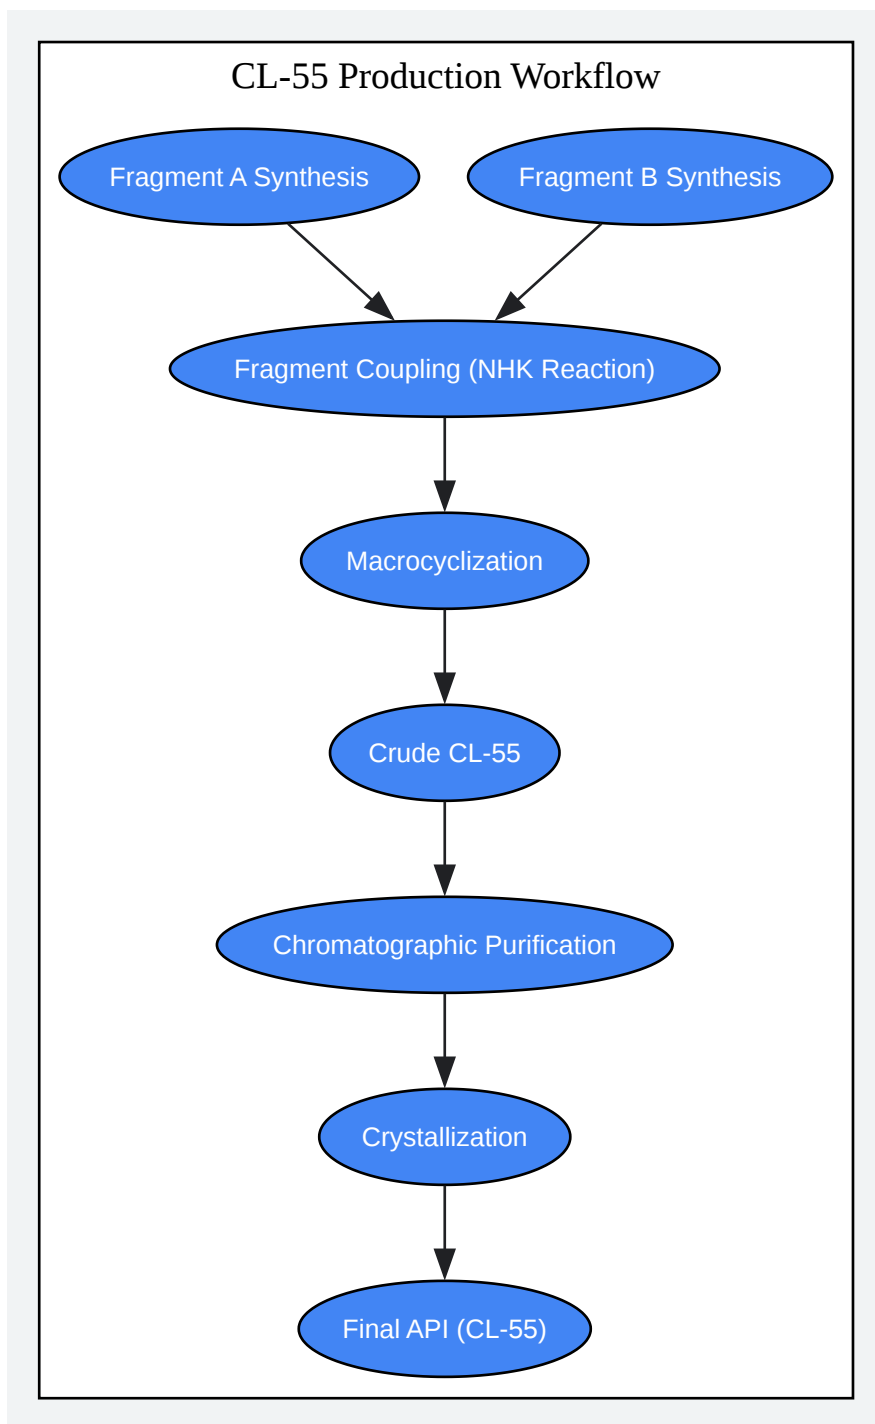 CL-55 Production Workflow
Fragment A Synthesis
Fragment B Synthesis
Fragment Coupling (NHK Reaction)
Macrocyclization
Crude CL-55
Chromatographic Purification
Crystallization
Final API (CL-55)